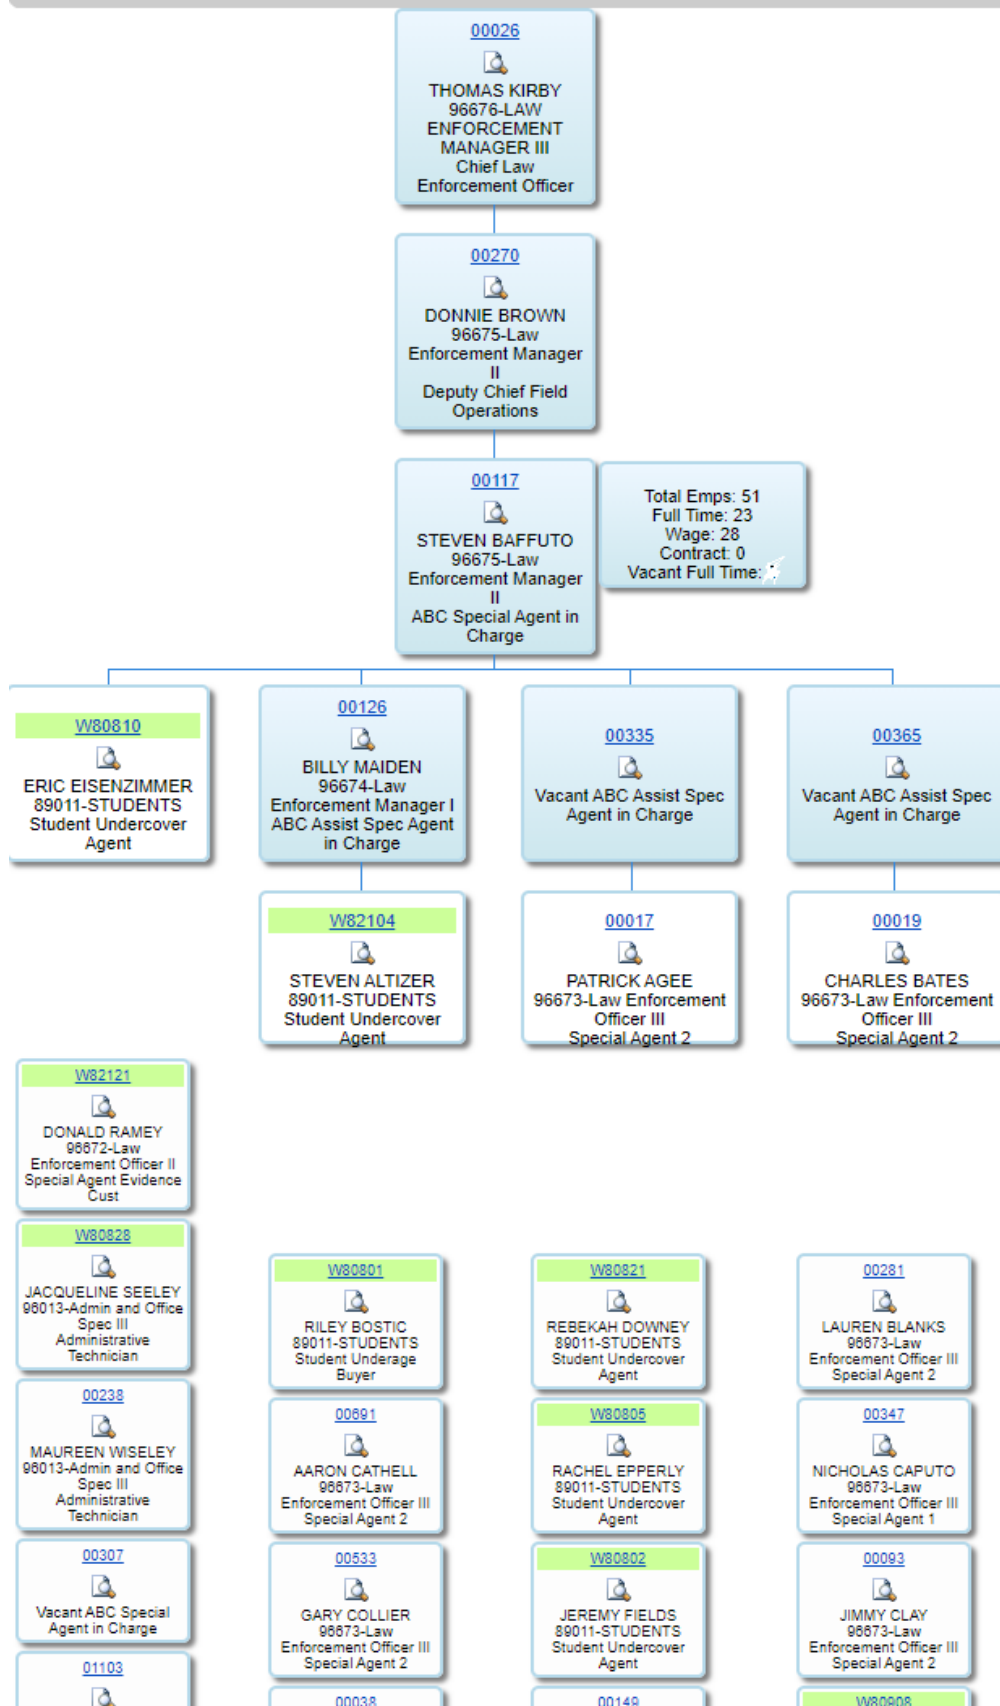 00026
THOMAS KIRBY
96676-LAW
ENFORCEMENT
MANAGER III
Chief Law
Enforcement Officer
00270
DONNIE BROWN
96675-Law
Enforcement Manager
II
Deputy Chief Field
Operations
00117
STEVEN BAFFUTO
96675-Law
Enforcement Manager
II
ABC Special Agent in
Charge
Total Emps: 51
Full Time: 23
Wage: 28
Contract: 0
Vacant Full Time:
W80810
ERIC EISENZIMMER
89011-STUDENTS
Student Undercover
Agent
00126
BILLY MAIDEN
96674-Law
Enforcement Manager I
ABC Assist Spec Agent
in Charge
00335
Vacant ABC Assist Spec
Agent in Charge
00365
Vacant ABC Assist Spec
Agent in Charge
W82104
STEVEN ALTIZER
89011-STUDENTS
Student Undercover
Agent
00017
PATRICK AGEE
96673-Law Enforcement
Officer III
Special Agent 2
00019
CHARLES BATES
96673-Law Enforcement
Officer III
Special Agent 2
W82121
DONALD RAMEY
96672-Law
Enforcement Officer II
Special Agent Evidence
Cust
W80828
JACQUELINE SEELEY
96013-Admin and Office
Spec III
Administrative
Technician
00238
MAUREEN WISELEY
96013-Admin and Office
Spec III
Administrative
Technician
00307
Vacant ABC Special
Agent in Charge
01103
W80801
RILEY BOSTIC
89011-STUDENTS
Student Underage
Buyer
00691
AARON CATHELL
96673-Law
Enforcement Officer III
Special Agent 2
00533
GARY COLLIER
96673-Law
Enforcement Officer III
Special Agent 2
00038
W80821
REBEKAH DOWNEY
89011-STUDENTS
Student Undercover
Agent
W80805
RACHEL EPPERLY
89011-STUDENTS
Student Undercover
Agent
W80802
JEREMY FIELDS
89011-STUDENTS
Student Undercover
Agent
00149
00281
LAUREN BLANKS
96673-Law
Enforcement Officer III
Special Agent 2
00347
NICHOLAS CAPUTO
96673-Law
Enforcement Officer III
Special Agent 1
00093
JIMMY CLAY
96673-Law
Enforcement Officer III
Special Agent 2
W80908